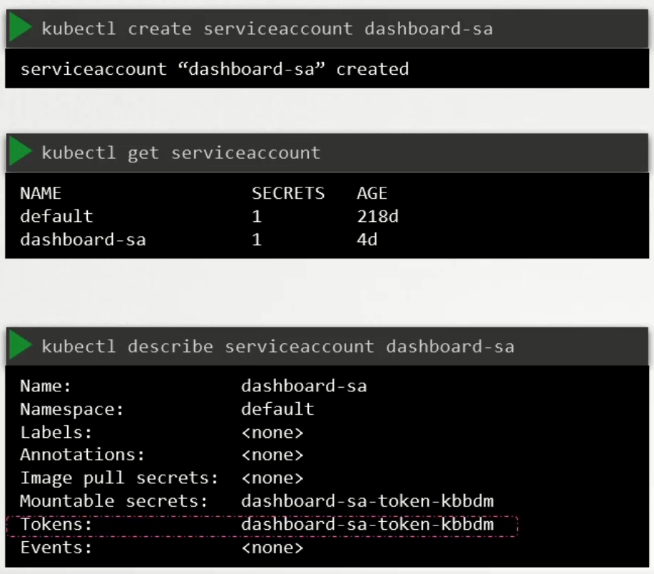 kubectl create serviceaccount dashboard-sa
serviceaccount “dashboard-sa” created
kubectl get serviceaccount
NAME SECRETS AGE
default 1 218d
dashboard-sa 1 4d
kubectl describe serviceaccount dashboard-sa
Name: dashboard-sa
Namespace: default
Labels: <none>
Annotations: <none>
Image pull secrets: <none>
Mountable secrets: dashboard-sa-token-kbbdm
Tokens: dashboard-sa-token-kbbdm
Events: <none>